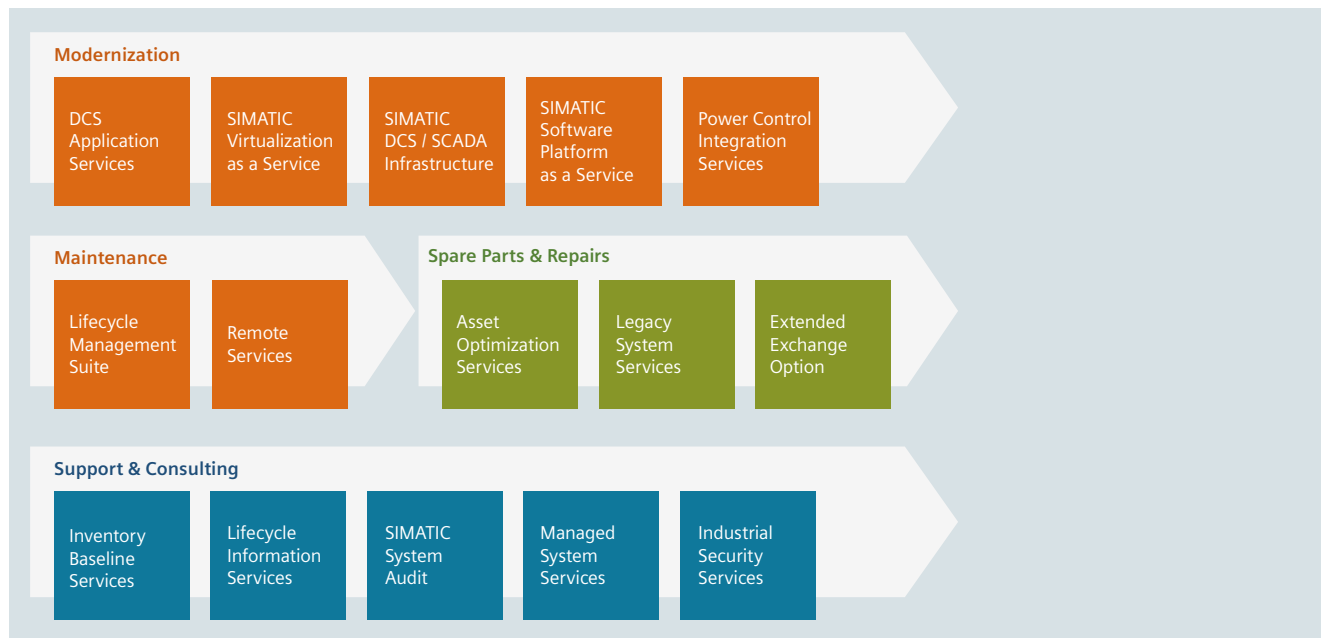 Modernization
DCS
Application
Services
SIMATIC
Virtualization
as a Service
SIMATIC
DCS / SCADA
Infrastructure
SIMATIC
Software
Platform
as a Service
Power Control
Integration
Services
Maintenance
Lifecycle
Management
Suite
Remote
Services
Spare Parts & Repairs
Asset
Optimization
Services
Legacy
System
Services
Extended
Exchange
Option
Support & Consulting
Inventory
Baseline
Services
Lifecycle
Information
Services
SIMATIC
System
Audit
Managed
System
Services
Industrial
Security
Services